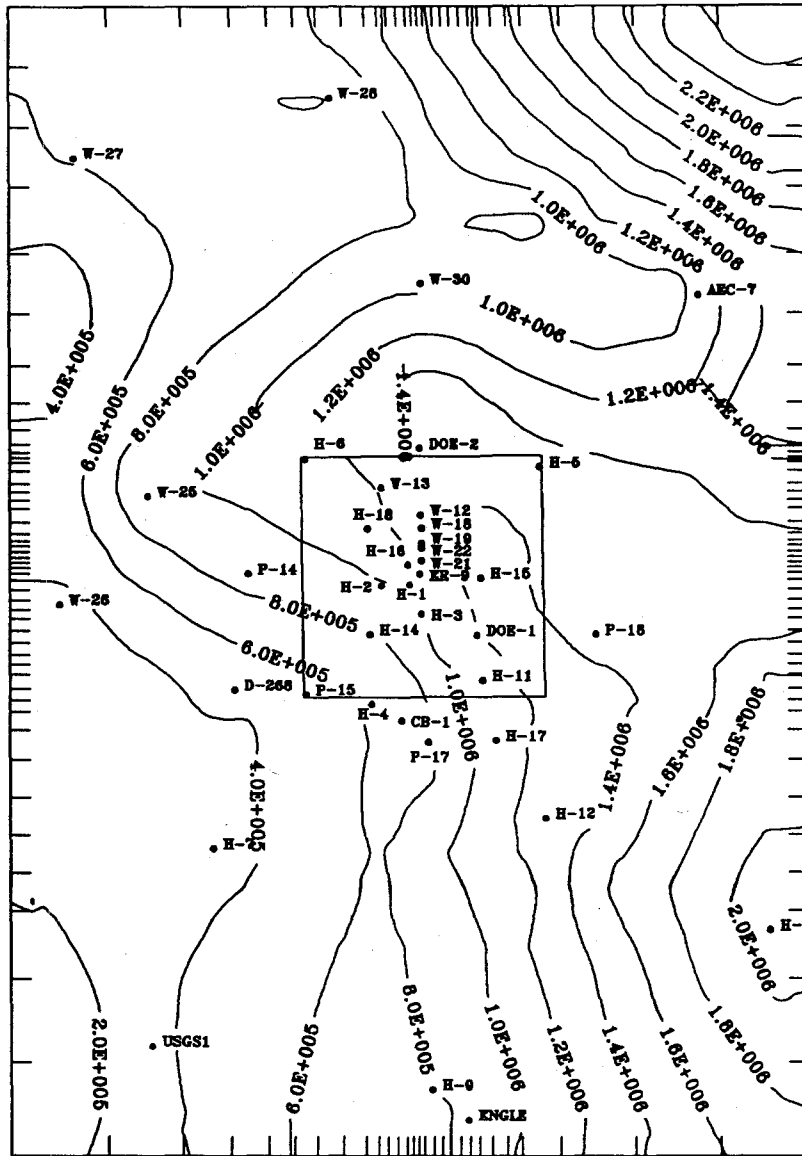 2.2E+006
W-28
2.0E+006
1.8E+006
W-27
1.6E+006
1.4E+006
1.0E+006
1.2E+006
W-30
AEC-7
1.0E+006
4.0E+005
1.2E+006
8.0E+005
1.4E+006
1.2E+006
1.4E+006
1.0E+006
6.0E+005
H-6
DOE-2
H-5
W-13
W-25
W-12
H-18
W-18
W-19
H-16
W-22
W-21
P-14
ER-9
H-15
H-2
H-1
W-26
8.0E+005
H-3
H-14
DOE-1
P-18
6.0E+005
H-11
D-268
P-15
1.0E+006
H-4
CB-1
1.8E+006
H-17
P-17
1.6E+006
1.4E+006
4.0E+005
H-12
H-
2.0E+006
H-
8.0E+005
1.0E+006
1.2E+006
1.4E+006
1.6E+006
1.8E+006
2.0E+005
USGS1
6.0E+005
H-9
ENGLE